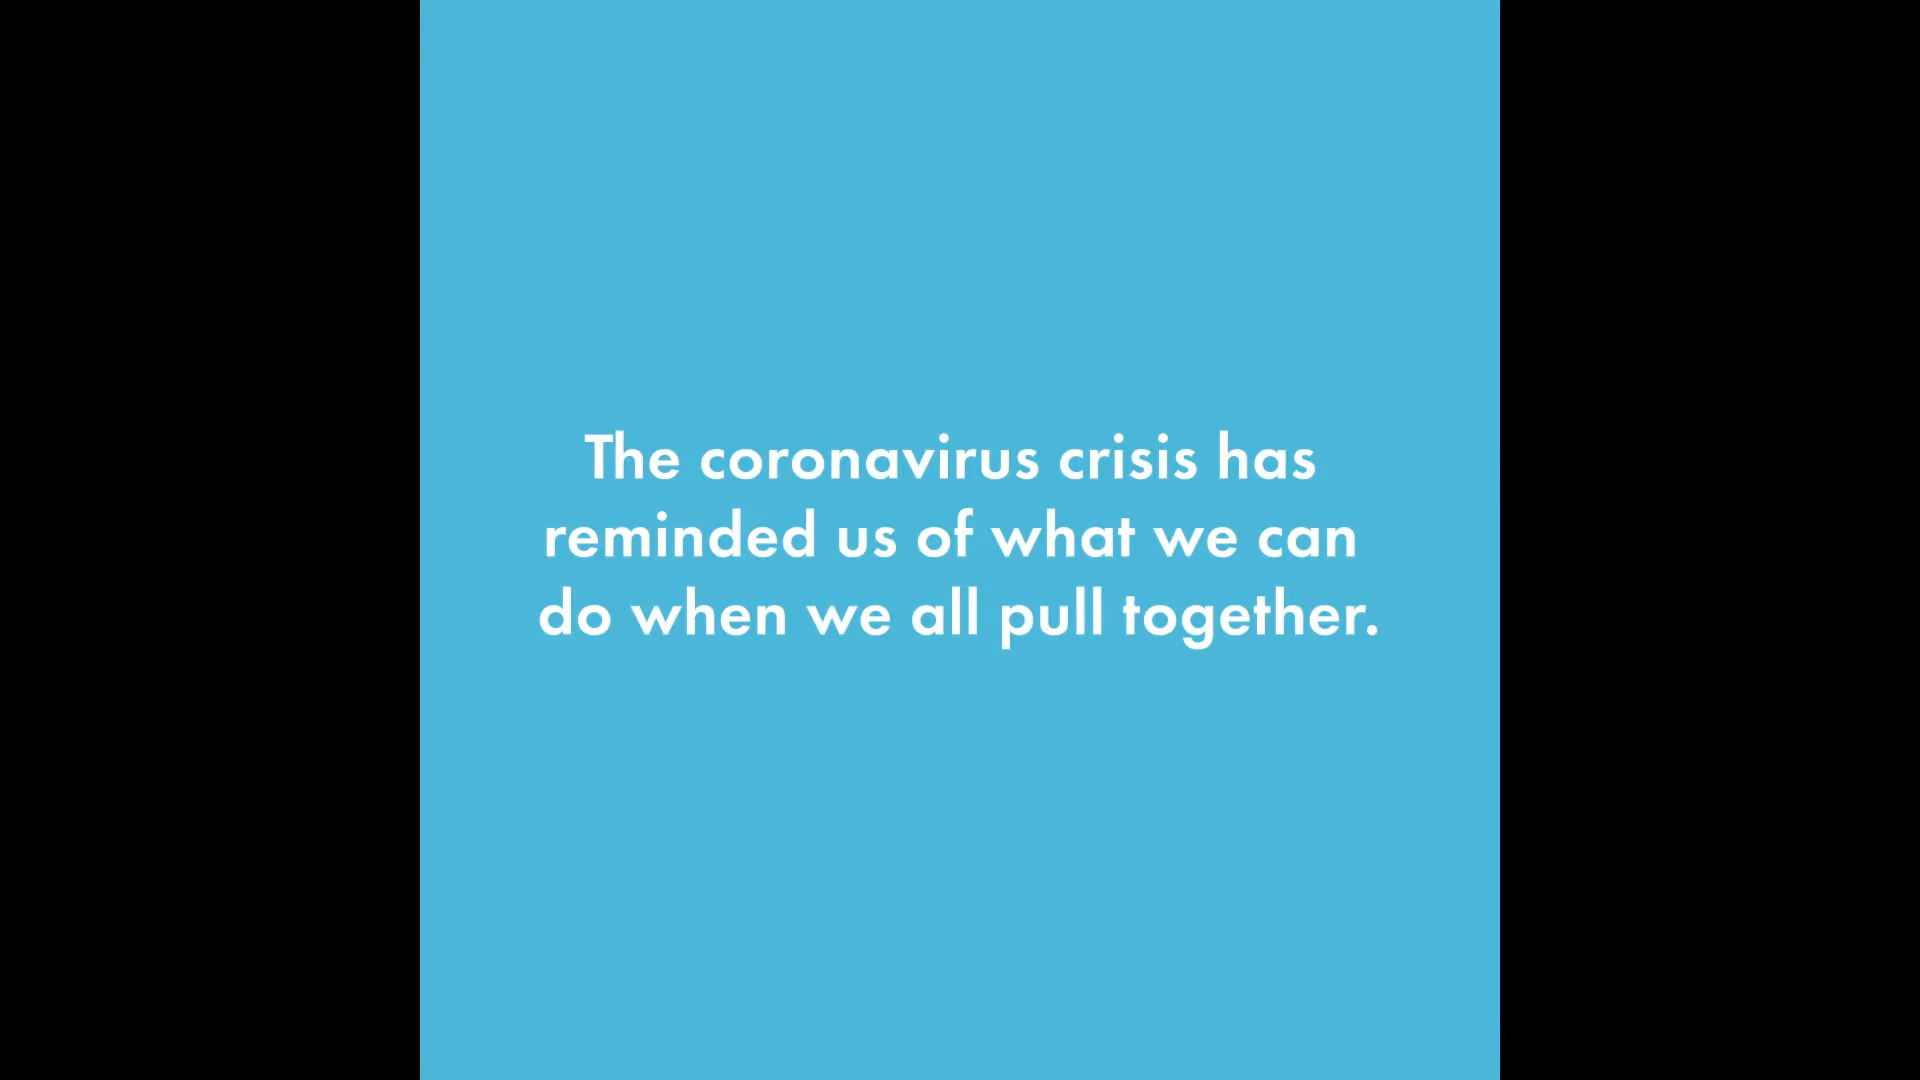 The coronavirus crisis has
reminded us of what we can
do when we all pull together.